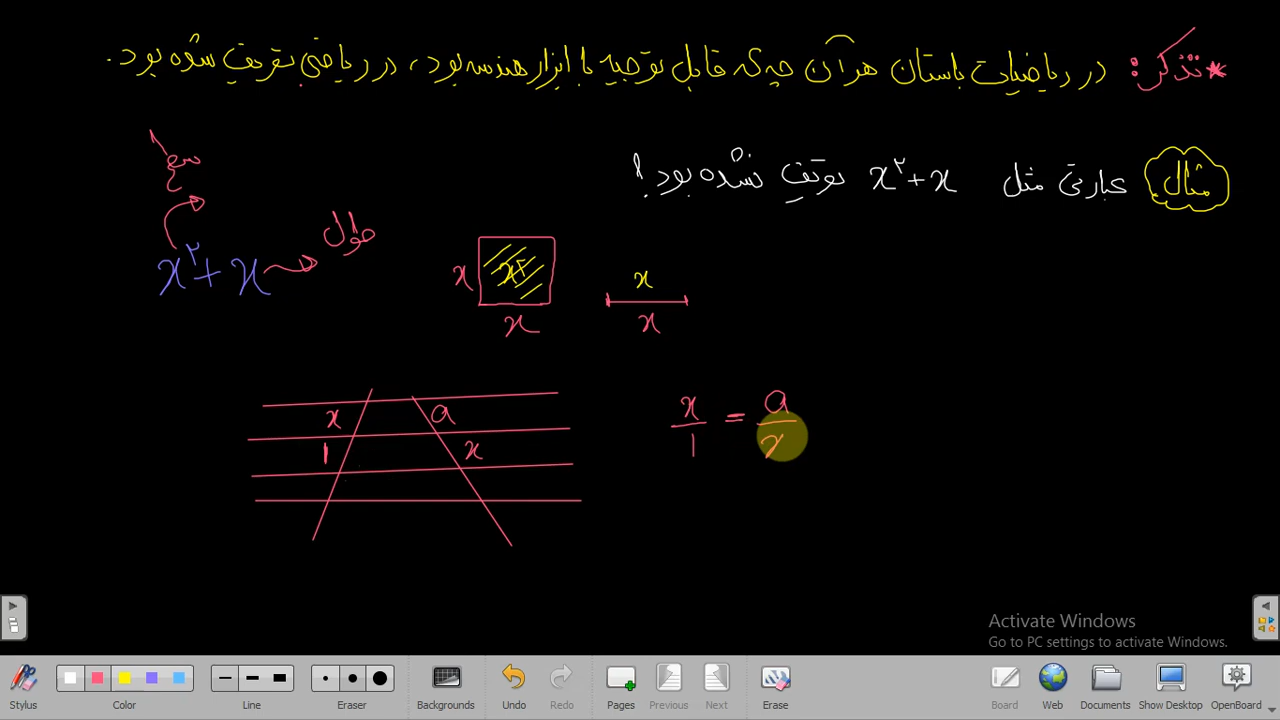 * تذکر: در ریاضیات باستان هر آن چه که قابل توجیه با ابزار هندسه بود، در ریاضی تعریف شده بود.
مثال: عبارتی مثل x²+x تعریف نشده بود!
سطح
x²+x → طول
x
x²
x
x
x
x
a
1
x
x/1 = a/x
Activate Windows
Go to PC settings to activate Windows.
Stylus
Color
Line
Eraser
Backgrounds
Undo
Redo
Pages
Previous
Next
Erase
Board
Web
Documents
Show Desktop
OpenBoard